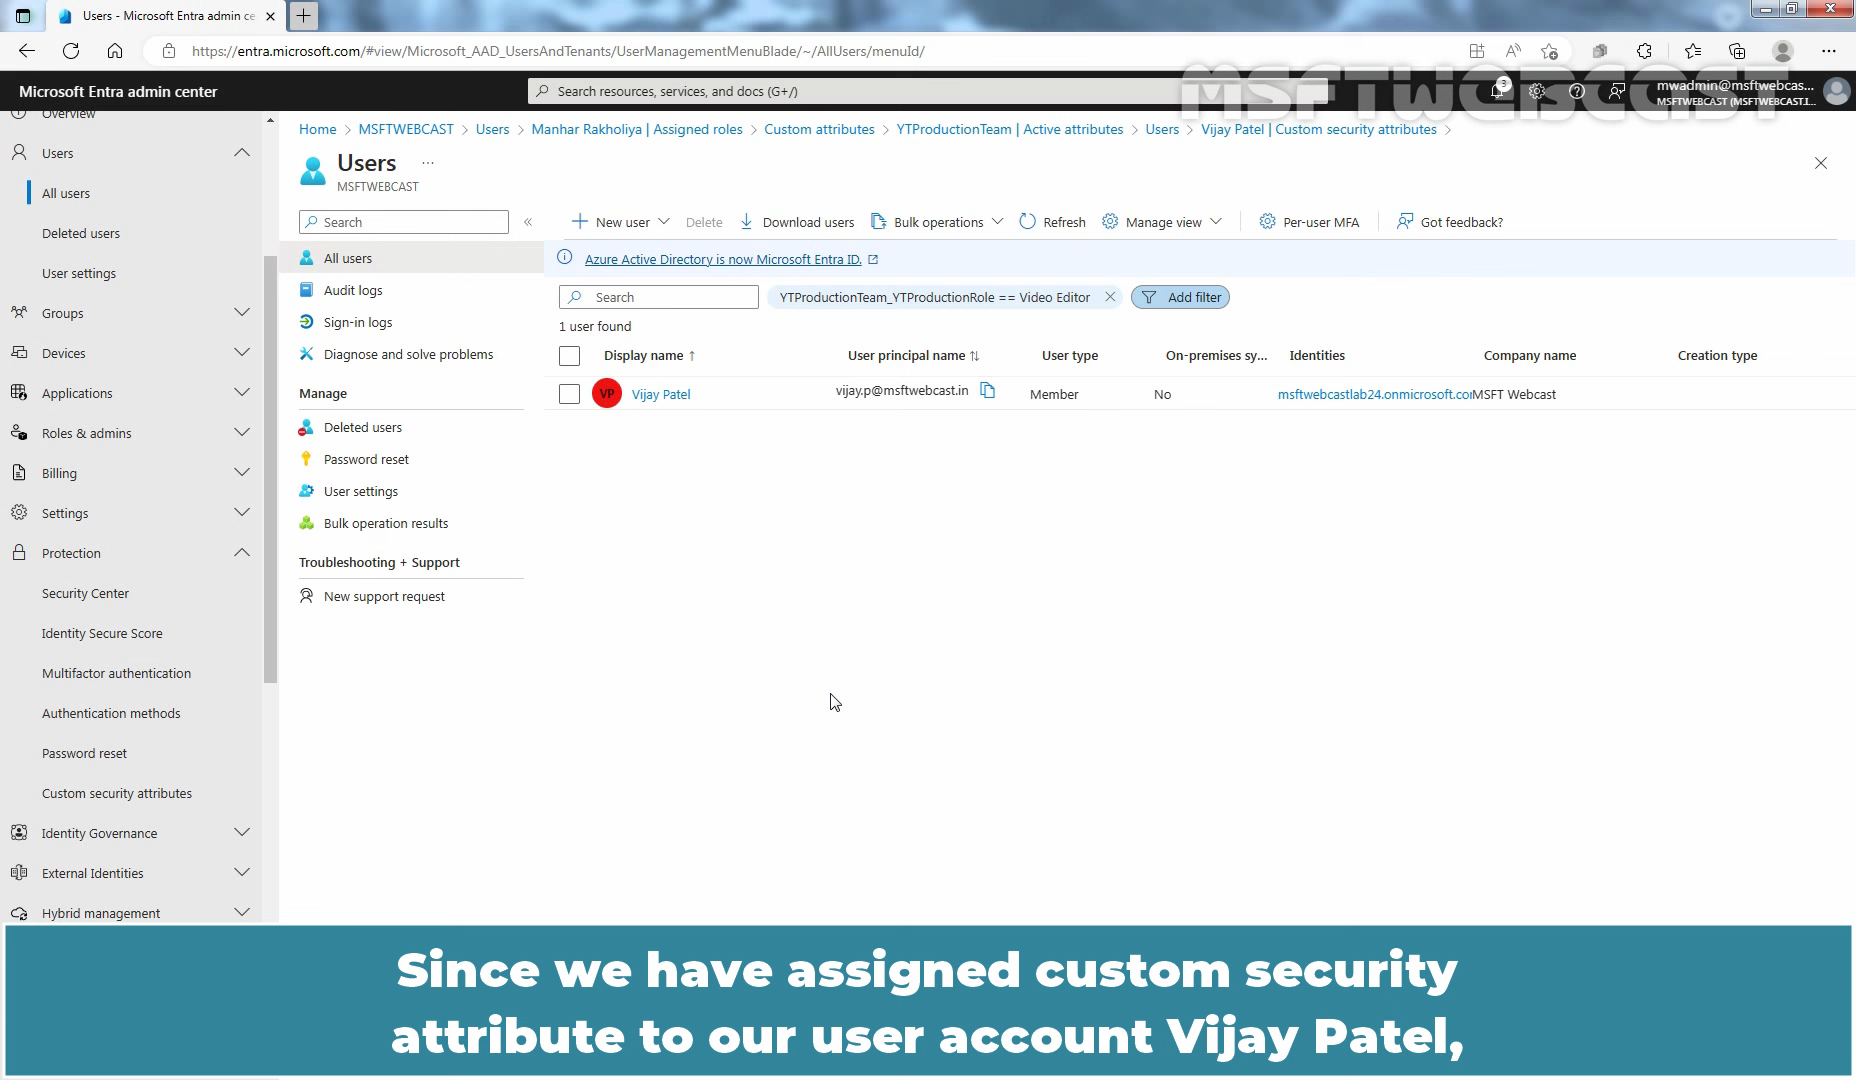 Users - Microsoft Entra admin ce
https://entra.microsoft.com/#view/Microsoft_AAD_UsersAndTenants/UserManagementMenuBlade/~/AllUsers/menuId/
MSFTWEBCAST
Microsoft Entra admin center
Search resources, services, and docs (G+/)
3
mwadmin@msftwebcas...
MSFTWEBCAST (MSFTWEBCAST.I...
Overview
Users
All users
Deleted users
User settings
Groups
Devices
Applications
Roles & admins
Billing
Settings
Protection
Security Center
Identity Secure Score
Multifactor authentication
Authentication methods
Password reset
Custom security attributes
Identity Governance
External Identities
Hybrid management
Home > MSFTWEBCAST > Users > Manhar Rakholiya | Assigned roles > Custom attributes > YTProductionTeam | Active attributes > Users > Vijay Patel | Custom security attributes >
Users ...
MSFTWEBCAST
Search
«
All users
Audit logs
Sign-in logs
Diagnose and solve problems
Manage
Deleted users
Password reset
User settings
Bulk operation results
Troubleshooting + Support
New support request
New user Delete Download users Bulk operations Refresh Manage view Per-user MFA Got feedback?
Azure Active Directory is now Microsoft Entra ID.
Search YTProductionTeam_YTProductionRole == Video Editor Add filter
1 user found
Display name ↑ User principal name ↑↓ User type On-premises sy... Identities Company name Creation type
VP Vijay Patel vijay.p@msftwebcast.in Member No msftwebcastlab24.onmicrosoft.co MSFT Webcast
Since we have assigned custom security
attribute to our user account Vijay Patel,